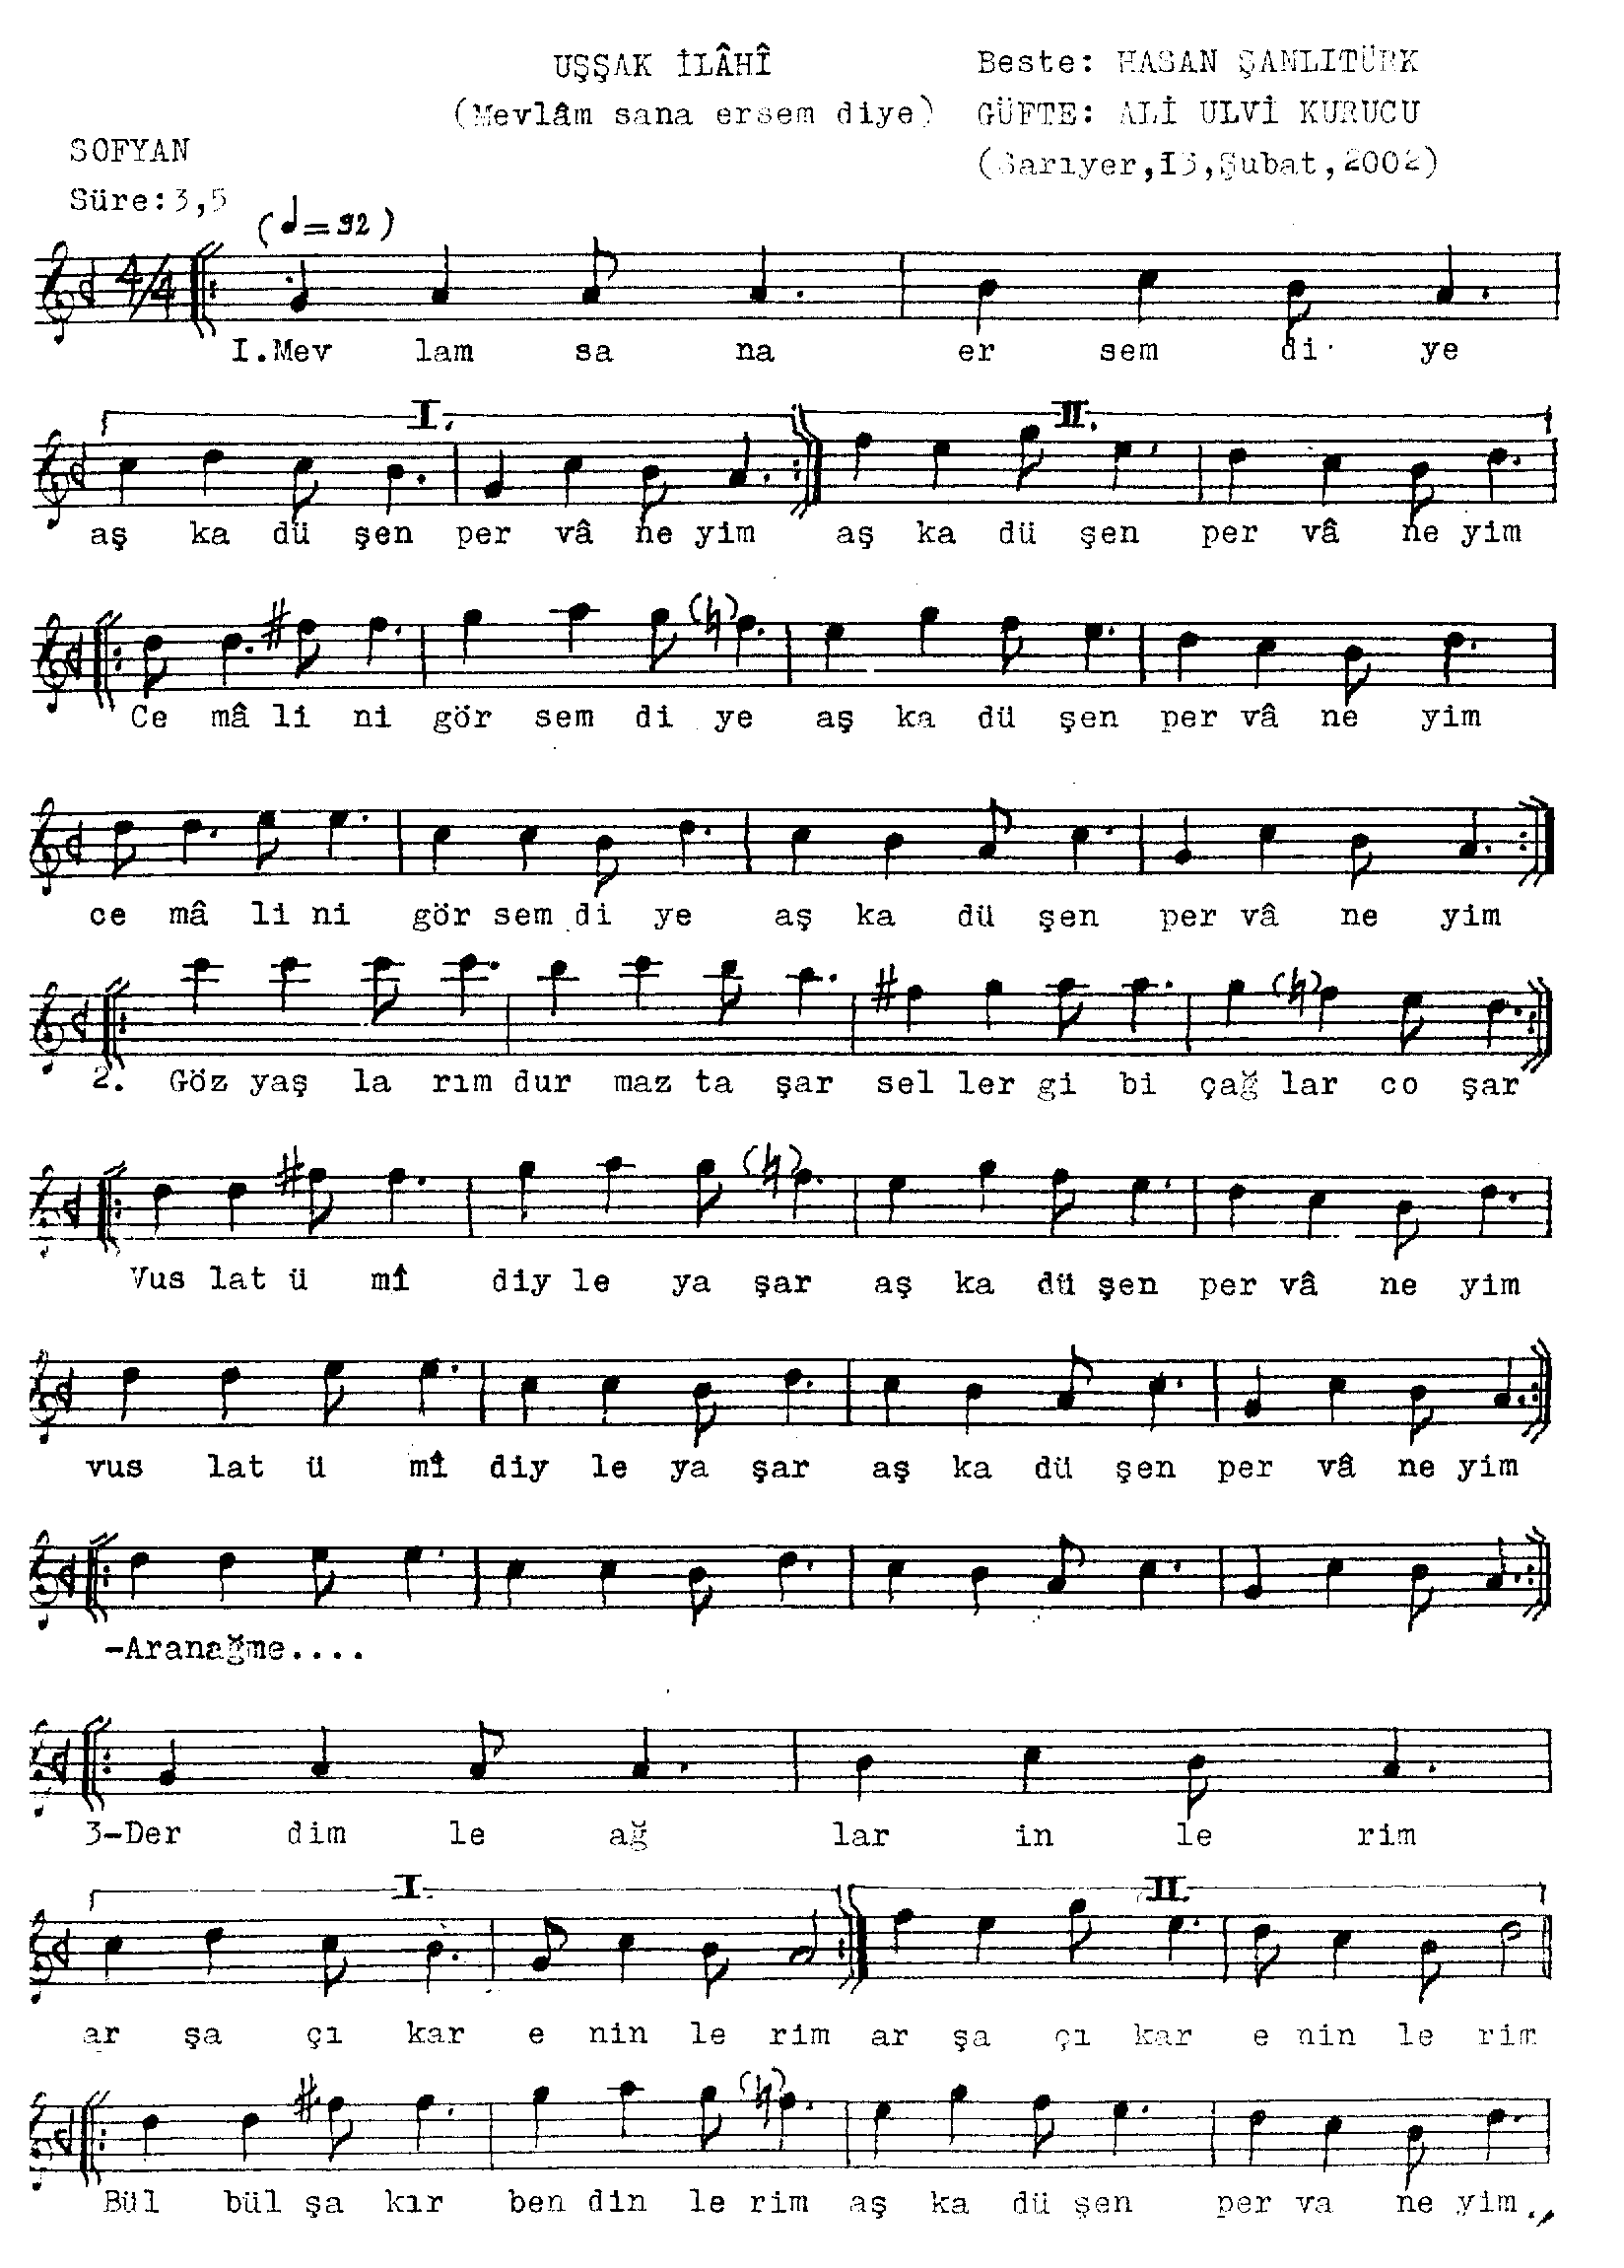 UŞŞAK İLÂHÎ
(Mevlâm sana ersem diye)
Beste: HASAN ŞAMLITÜRK
GÜFTE: ALİ ULVİ KURUCU
(Sarıyer,I3,Şubat,2002)
SOFYAN
Süre:3,5
(♩=92)
4/4
I.Mev lam sa na er sem di ye
I. II.
aş ka dü şen per vâ ne yim aş ka dü şen per vâ ne yim
Ce mâ li ni gör sem di ye aş ka dü şen per vâ ne yim
ce mâ li ni gör sem di ye aş ka dü şen per vâ ne yim
2. Göz yaş la rım dur maz ta şar sel ler gi bi çağ lar co şar
Vus lat ü mî diy le ya şar aş ka dü şen per vâ ne yim
vus lat ü mî diy le ya şar aş ka dü şen per vâ ne yim
-Aranağme....
3-Der dim le ağ lar in le rim
I. II.
ar şa çı kar e nin le rim ar şa çı kar e nin le rim
Bül bül şa kır ben din le rim aş ka dü şen per va ne yim.,